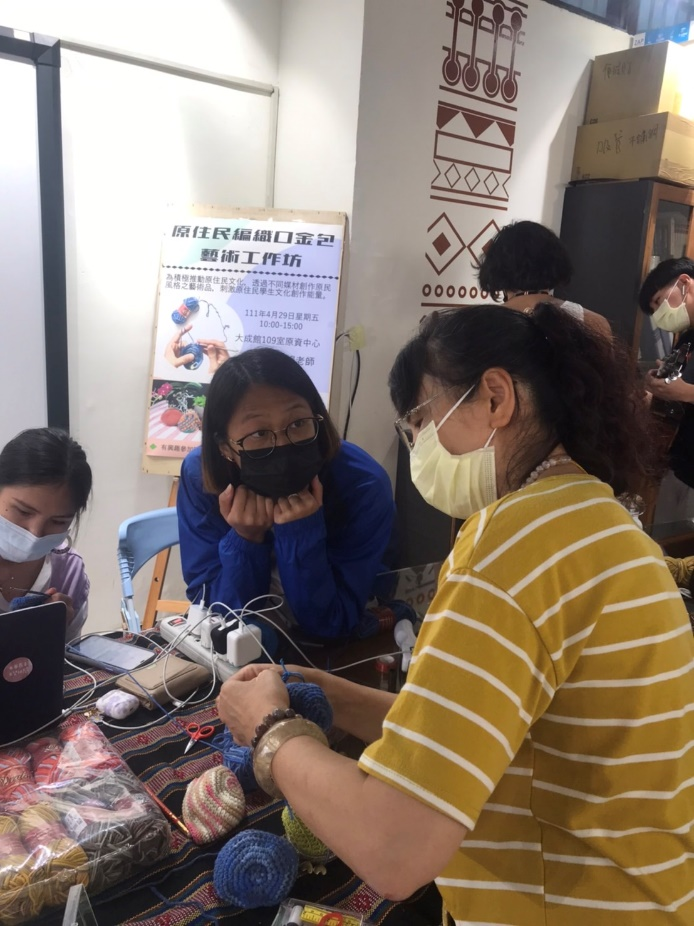 原住民編織口金包
藝術工作坊
為積極推動原住民文化，透過不同媒材創作原民
風格之藝術品，刺激原住民學生文化創作能量。
111年4月29日星期五
10:00-15:00
大成館109室原資中心
老師